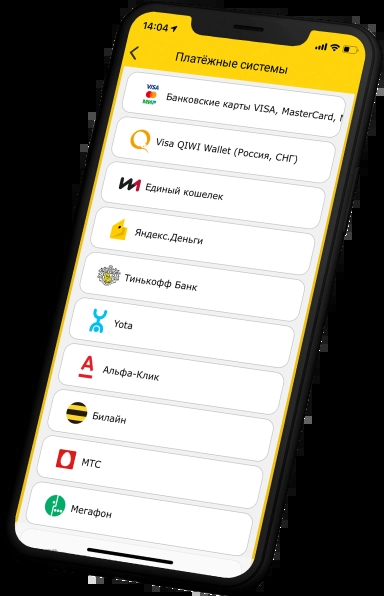 14:04
Платёжные системы
VISA
МИР
Банковские карты VISA, MasterCard,
Visa QIWI Wallet (Россия, СНГ)
Единый кошелек
Яндекс.Деньги
Тинькофф Банк
Yota
А
Альфа-Клик
Билайн
МТС
Мегафон